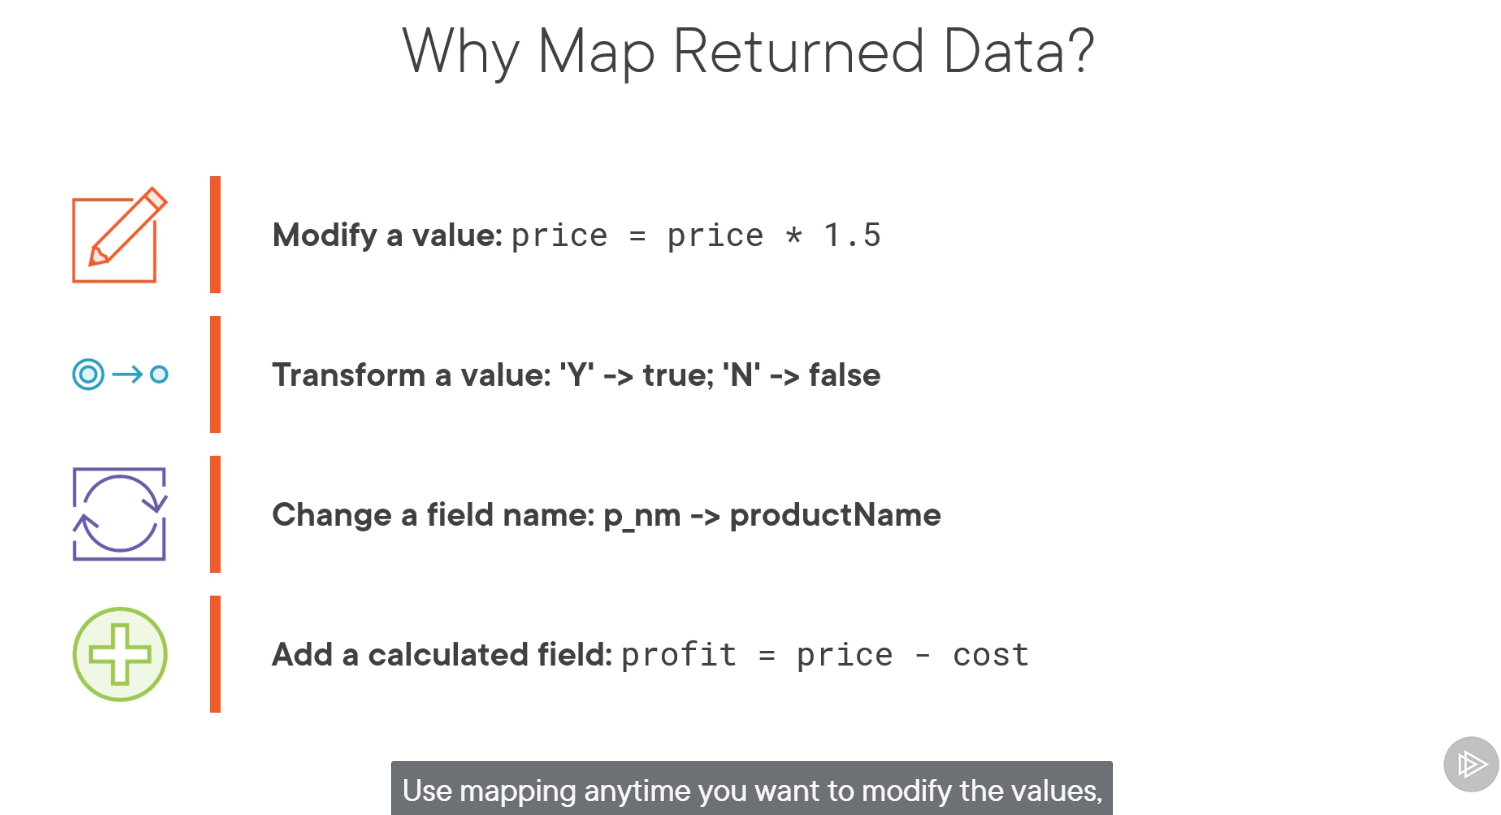 Why Map Returned Data?
Modify a value: price = price * 1.5
Transform a value: 'Y' -> true; 'N' -> false
Change a field name: p_nm -> productName
Add a calculated field: profit = price - cost
Use mapping anytime you want to modify the values,